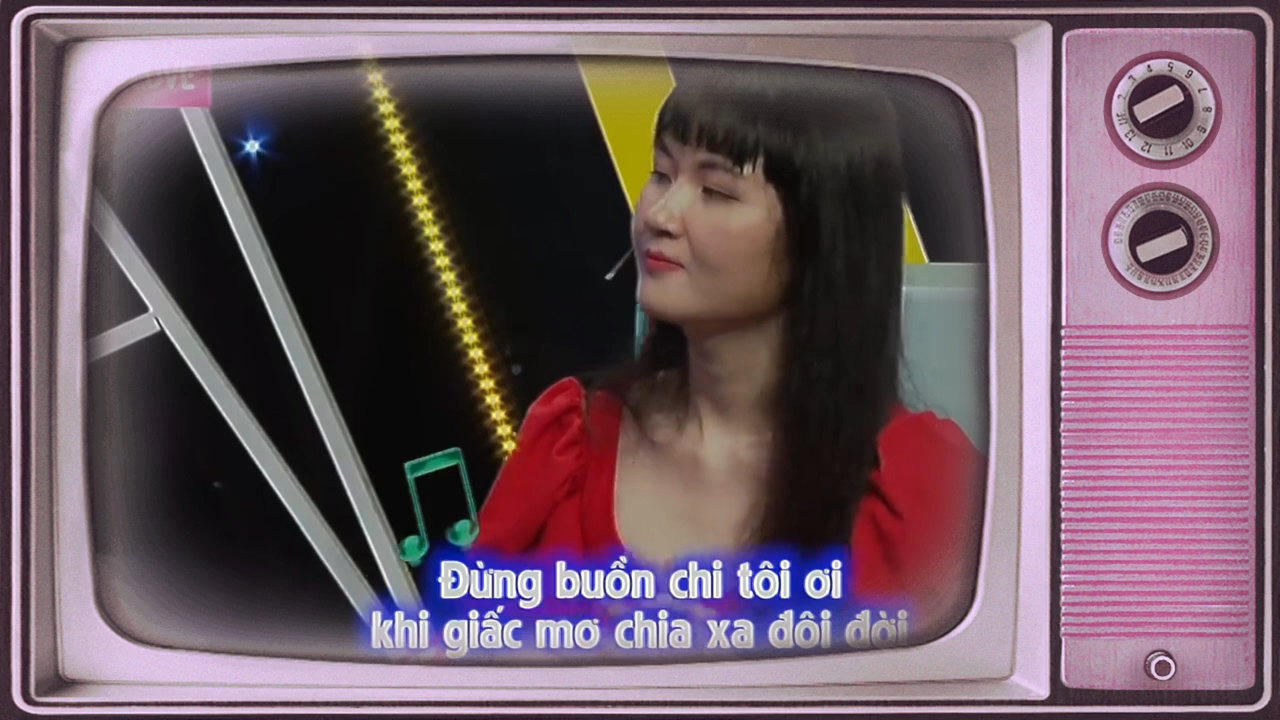 Đừng buồn chi tôi ơi
khi giấc mơ chia xa đôi đời